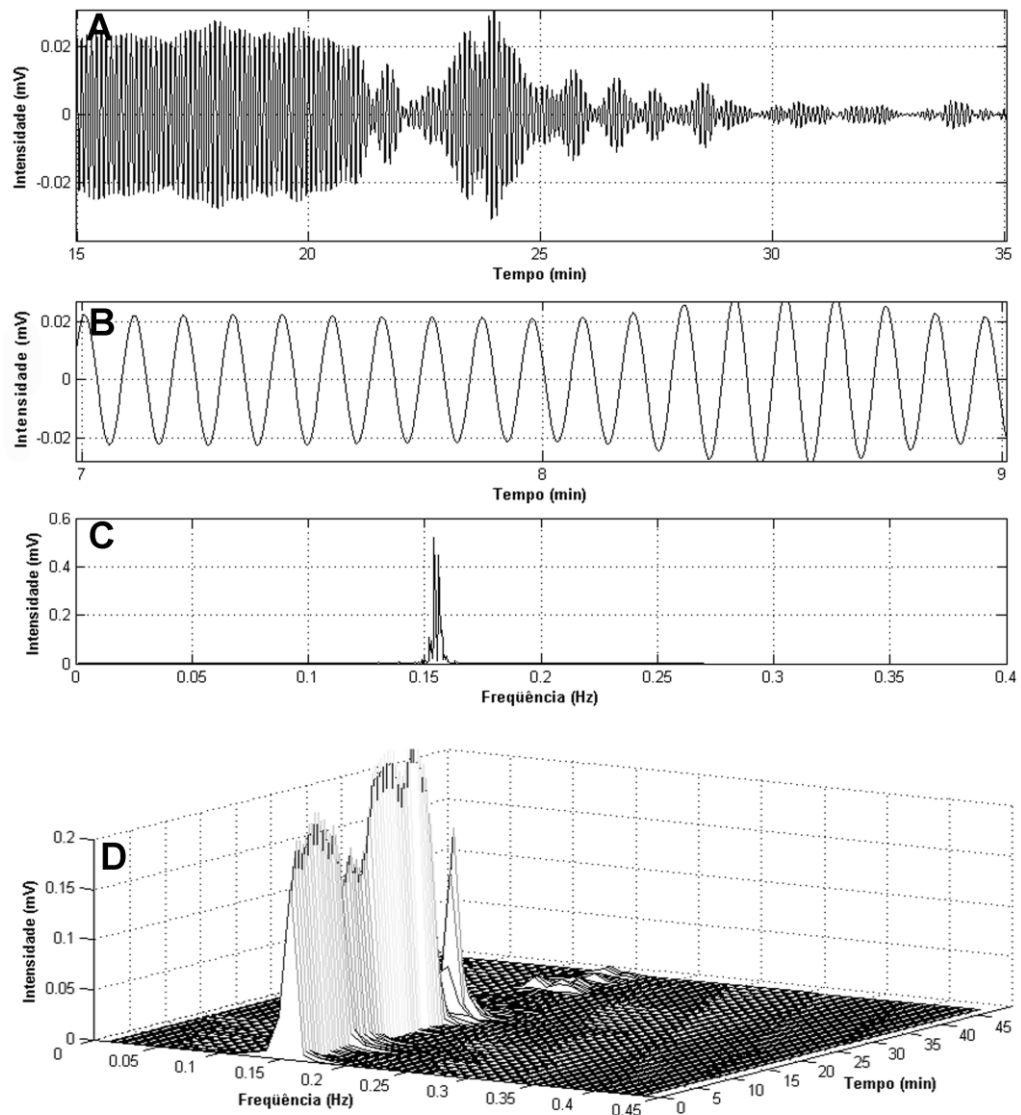 A
Intensidade (mV)
0.02
0
-0.02
15 20 25 30 35
Tempo (min)
B
Intensidade (mV)
0.02
0
-0.02
7 8 9
Tempo (min)
C
Intensidade (mV)
0.6
0.4
0.2
0
0 0.05 0.1 0.15 0.2 0.25 0.3 0.35 0.4
Freqüência (Hz)
D
Intensidade (mV)
0.2
0.15
0.1
0.05
0
0 0.05 0.1 0.15 0.2 0.25 0.3 0.35 0.4 0.45
Freqüência (Hz)
0 5 10 15 20 25 30 35 40 45
Tempo (min)